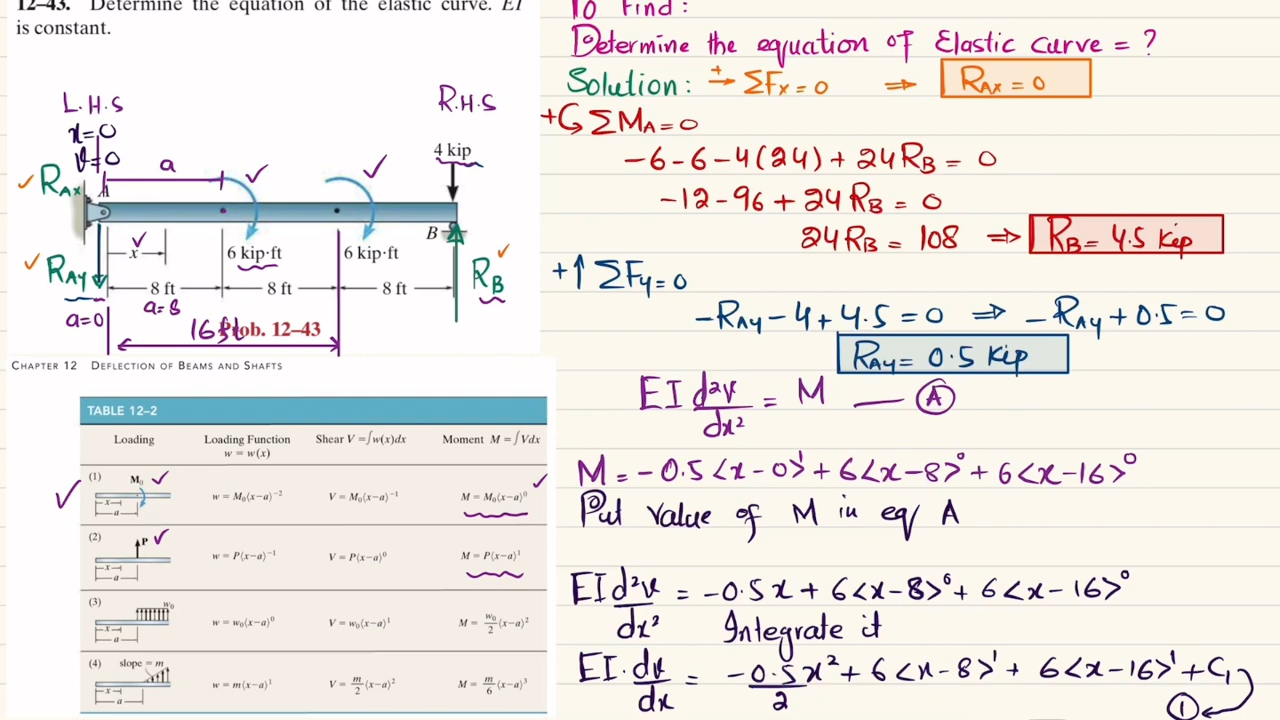 12–43. Determine the equation of the elastic curve. EI
is constant.
L.H.S
x=0
v=0
a
R.H.S
4 kip
RAx
A
B
x
6 kip·ft
6 kip·ft
RAy
RB
8 ft
8 ft
8 ft
a=0
a=8
16ft
Prob. 12–43
CHAPTER 12 DEFLECTION OF BEAMS AND SHAFTS
TABLE 12–2
Loading
Loading Function w = w(x)
Shear V = ∫w(x)dx
Moment M = ∫Vdx
(1)
M₀
x
a
w = M₀⟨x−a⟩⁻²
V = M₀⟨x−a⟩⁻¹
M = M₀⟨x−a⟩⁰
(2)
P
x
a
w = P⟨x−a⟩⁻¹
V = P⟨x−a⟩⁰
M = P⟨x−a⟩¹
(3)
w₀
x
a
w = w₀⟨x−a⟩⁰
V = w₀⟨x−a⟩¹
M = w₀/2⟨x−a⟩²
(4)
slope = m
x
a
w = m⟨x−a⟩¹
V = m/2⟨x−a⟩²
M = m/6⟨x−a⟩³
To Find:
Determine the equation of Elastic curve = ?
Solution: +→ ΣFx = 0 ⇒ RAx = 0
+↺ ΣMA = 0
-6-6-4(24) + 24RB = 0
-12-96 + 24RB = 0
24RB = 108 ⇒ RB = 4.5 Kip
+↑ ΣFy = 0
-RAy - 4 + 4.5 = 0 ⇒ -RAy + 0.5 = 0
RAy = 0.5 Kip
EI d²v/dx² = M — (A)
M = -0.5<x-0>¹ + 6<x-8>⁰ + 6<x-16>⁰
Put value of M in eq A
EI d²v/dx² = -0.5x + 6<x-8>⁰ + 6<x-16>⁰
Integrate it
EI. dv/dx = -0.5x²/2 + 6<x-8>¹ + 6<x-16>¹ + C₁
(1)